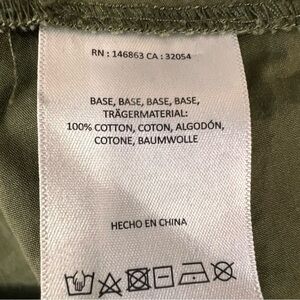 RN : 146863 CA : 32054
BASE, BASE, BASE, BASE,
TRÄGERMATERIAL:
100% COTTON, COTON, ALGODÓN,
COTONE, BAUMWOLLE
HECHO EN CHINA